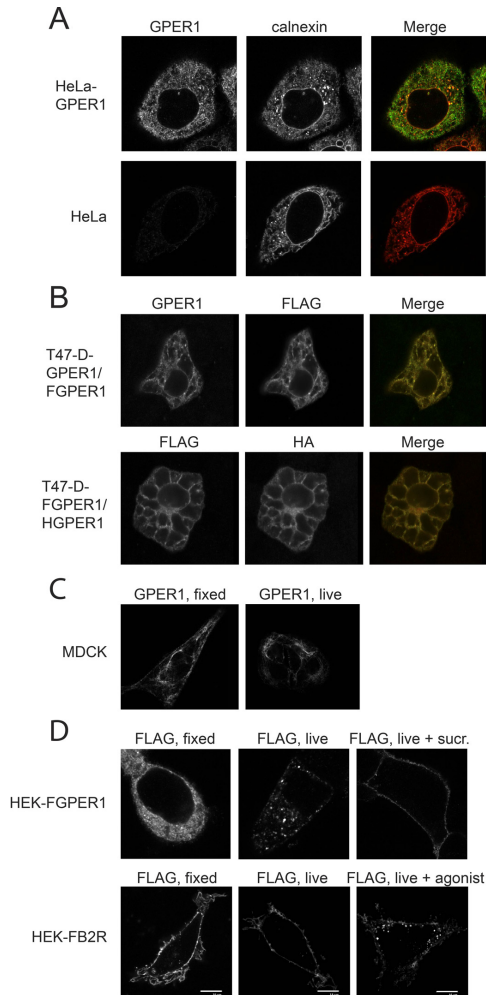 A
GPER1 calnexin Merge
HeLa-
GPER1
HeLa
B
GPER1 FLAG Merge
T47-D-
GPER1/
FGPER1
FLAG HA Merge
T47-D-
FGPER1/
HGPER1
C
GPER1, fixed GPER1, live
MDCK
D
FLAG, fixed FLAG, live FLAG, live + sucr.
HEK-FGPER1
FLAG, fixed FLAG, live FLAG, live + agonist
HEK-FB2R